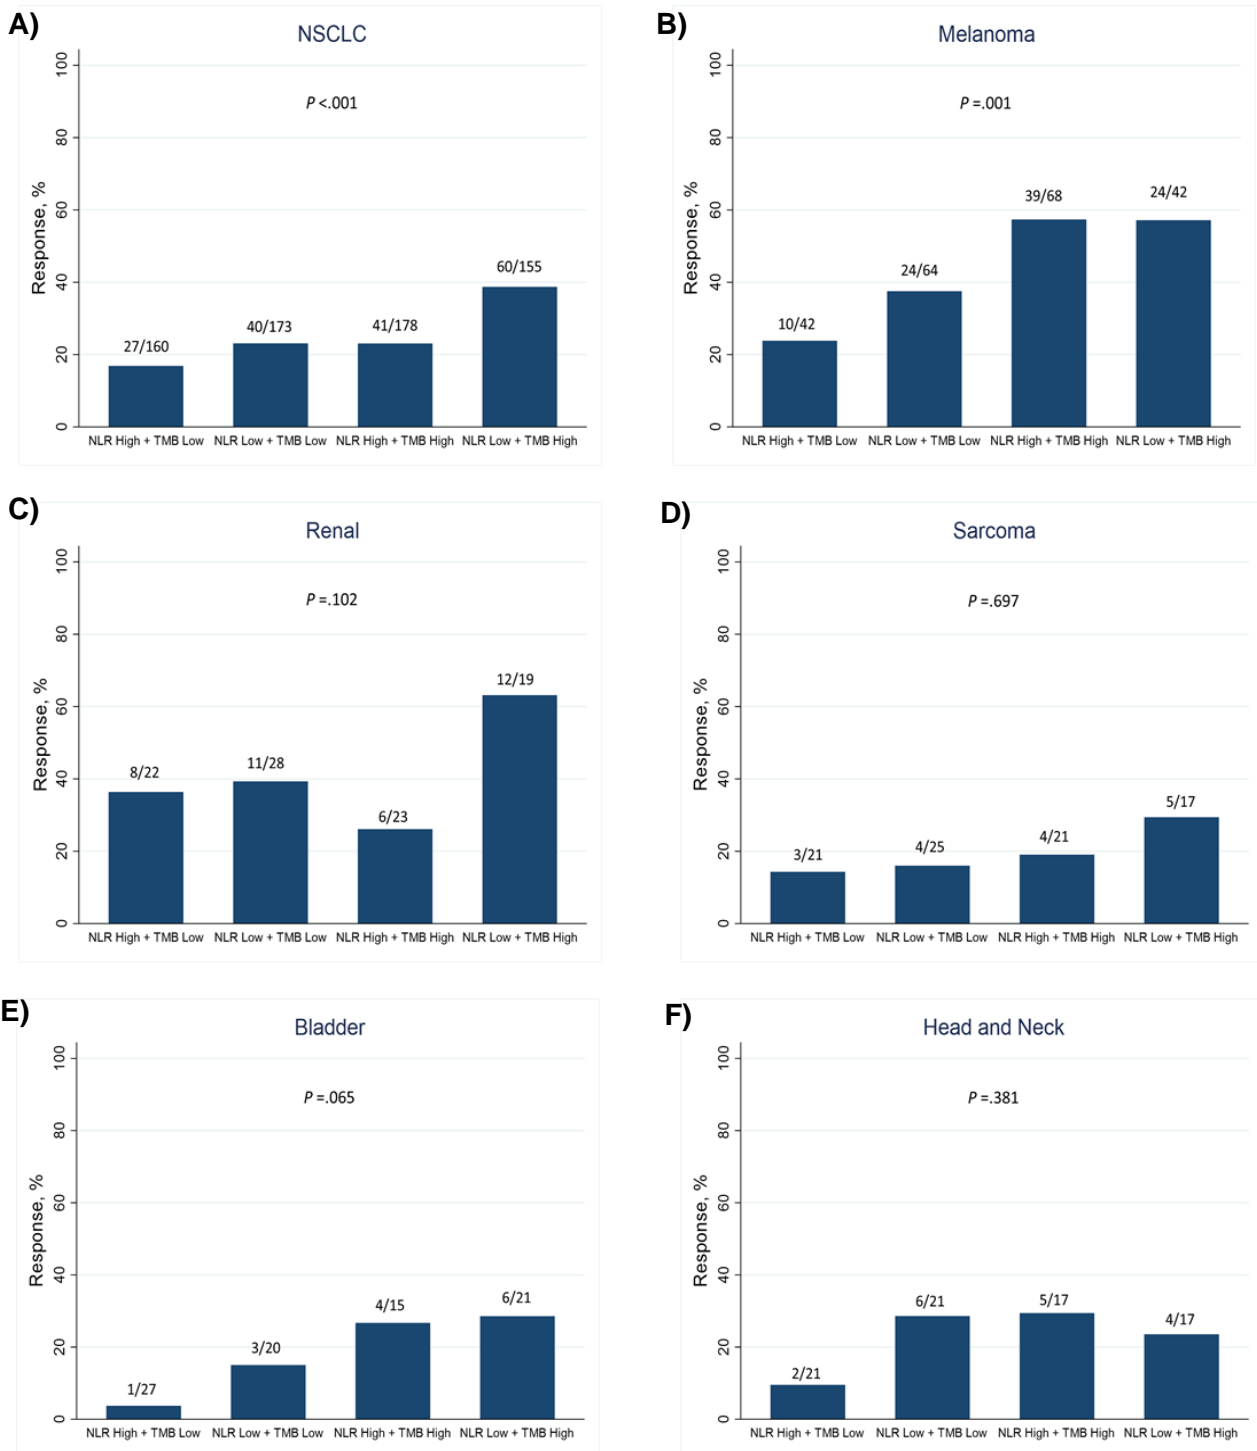 A)
NSCLC
P <.001
Response, %
100
80
60
40
20
0
27/160
40/173
41/178
60/155
NLR High + TMB Low
NLR Low + TMB Low
NLR High + TMB High
NLR Low + TMB High
B)
Melanoma
P =.001
Response, %
100
80
60
40
20
0
10/42
24/64
39/68
24/42
NLR High + TMB Low
NLR Low + TMB Low
NLR High + TMB High
NLR Low + TMB High
C)
Renal
P =.102
Response, %
100
80
60
40
20
0
8/22
11/28
6/23
12/19
NLR High + TMB Low
NLR Low + TMB Low
NLR High + TMB High
NLR Low + TMB High
D)
Sarcoma
P =.697
Response, %
100
80
60
40
20
0
3/21
4/25
4/21
5/17
NLR High + TMB Low
NLR Low + TMB Low
NLR High + TMB High
NLR Low + TMB High
E)
Bladder
P =.065
Response, %
100
80
60
40
20
0
1/27
3/20
4/15
6/21
NLR High + TMB Low
NLR Low + TMB Low
NLR High + TMB High
NLR Low + TMB High
F)
Head and Neck
P =.381
Response, %
100
80
60
40
20
0
2/21
6/21
5/17
4/17
NLR High + TMB Low
NLR Low + TMB Low
NLR High + TMB High
NLR Low + TMB High